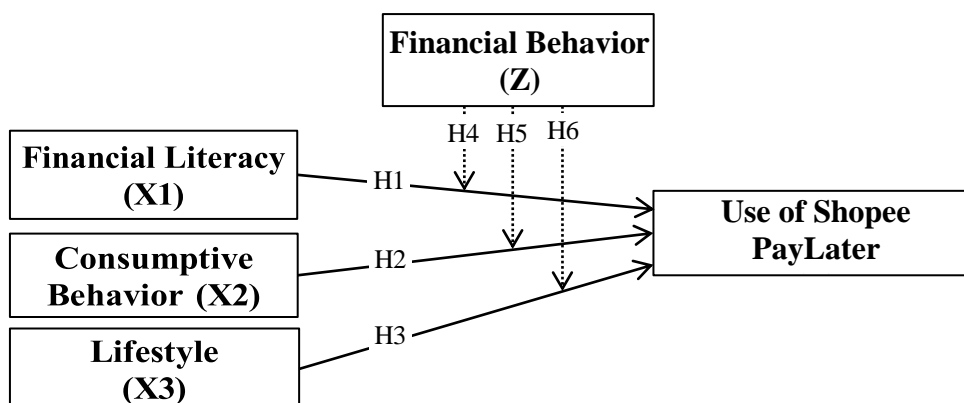 Financial Behavior
(Z)
H4
H5
H6
Financial Literacy
(X1)
H1
Use of Shopee
PayLater
Consumptive
Behavior (X2)
H2
Lifestyle
(X3)
H3